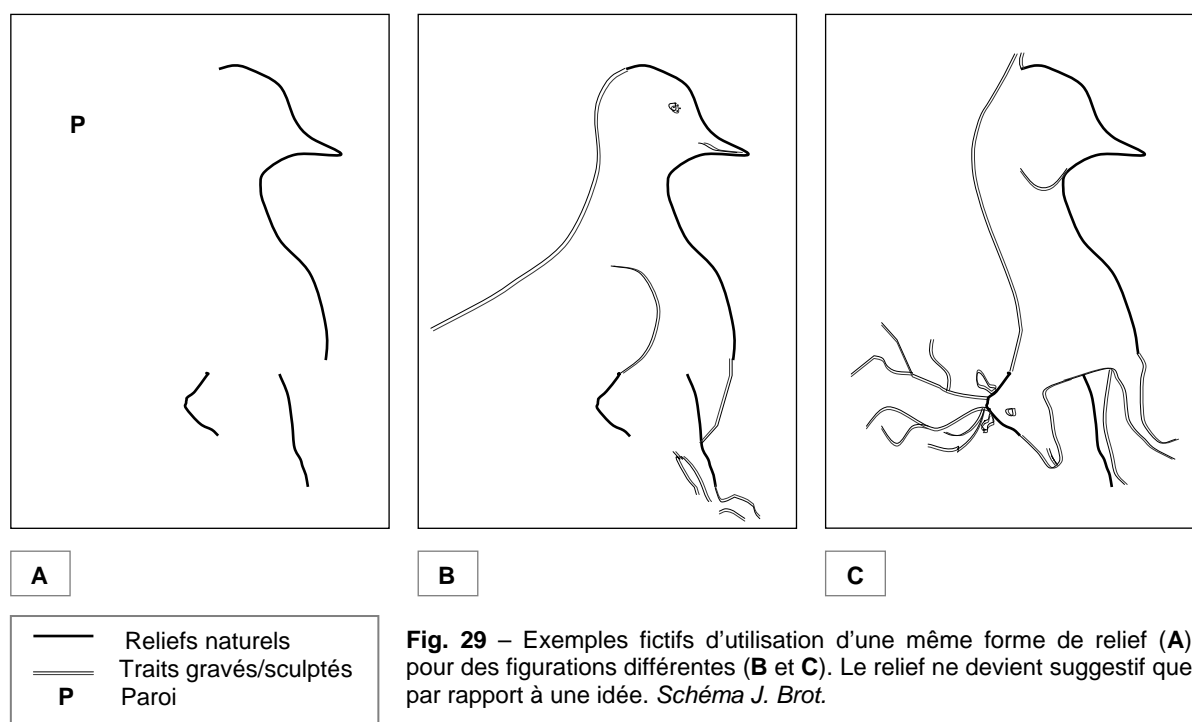 P
A
B
C
Reliefs naturels
Traits gravés/sculptés
P Paroi
Fig. 29 – Exemples fictifs d'utilisation d'une même forme de relief (A)
pour des figurations différentes (B et C). Le relief ne devient suggestif que
par rapport à une idée. Schéma J. Brot.